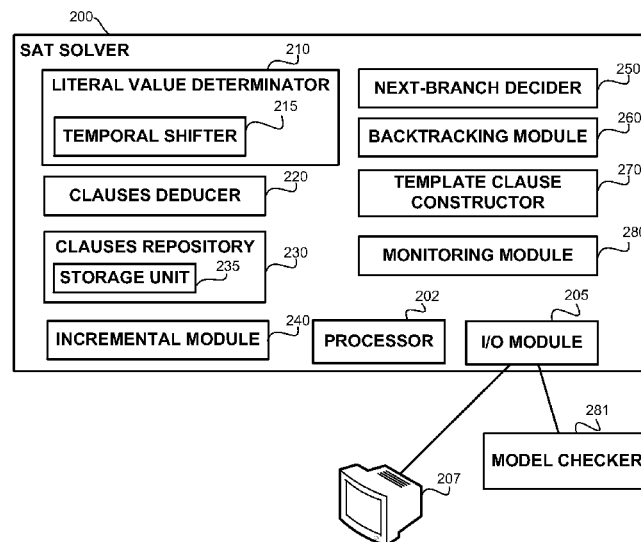 200
SAT SOLVER
210
LITERAL VALUE DETERMINATOR
215
TEMPORAL SHIFTER
220
CLAUSES DEDUCER
CLAUSES REPOSITORY
230
235
STORAGE UNIT
240
INCREMENTAL MODULE
250
NEXT-BRANCH DECIDER
260
BACKTRACKING MODULE
270
TEMPLATE CLAUSE
CONSTRUCTOR
280
MONITORING MODULE
202
PROCESSOR
205
I/O MODULE
207
281
MODEL CHECKER